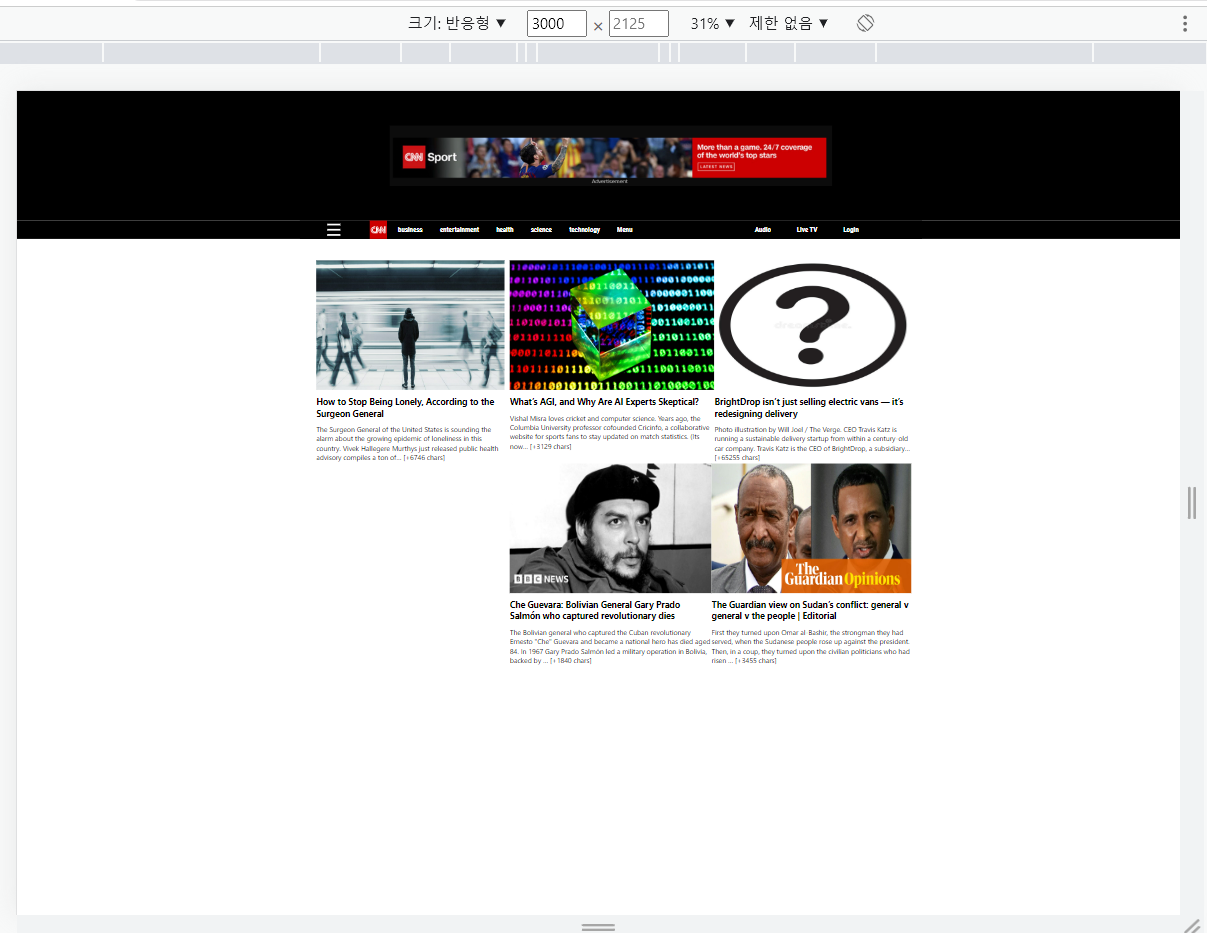 크기: 반응형 ▼ 3000 × 2125 31% ▼ 제한 없음 ▼
CNN Sport
More than a game. 24/7 coverage
of the world's top stars
LATEST NEWS
Advertisement
CNN business entertainment health science technology Menu Audio Live TV Login
How to Stop Being Lonely, According to the
Surgeon General
The Surgeon General of the United States is sounding the
alarm about the growing epidemic of loneliness in this
country. Vivek Hallegere Murthys just released public health
advisory compiles a ton of… [+6746 chars]
What's AGI, and Why Are AI Experts Skeptical?
Vishal Misra loves cricket and computer science. Years ago, the
Columbia University professor cofounded Cricinfo, a collaborative
website for sports fans to stay updated on match statistics. (Its
now… [+3129 chars]
BrightDrop isn't just selling electric vans — it's
redesigning delivery
Photo illustration by Will Joel / The Verge. CEO Travis Katz is
running a sustainable delivery startup from within a century-old
car company. Travis Katz is the CEO of BrightDrop, a subsidiary…
[+65255 chars]
BBC NEWS
Che Guevara: Bolivian General Gary Prado
Salmón who captured revolutionary dies
The Bolivian general who captured the Cuban revolutionary
Ernesto "Che" Guevara and became a national hero has died aged
84. In 1967 Gary Prado Salmón led a military operation in Bolivia,
backed by … [+1840 chars]
The
Guardian Opinions
The Guardian view on Sudan's conflict: general v
general v the people | Editorial
First they turned upon Omar al-Bashir, the strongman they had
served, when the Sudanese people rose up against the president.
Then, in a coup, they turned upon the civilian politicians who had
risen … [+3455 chars]